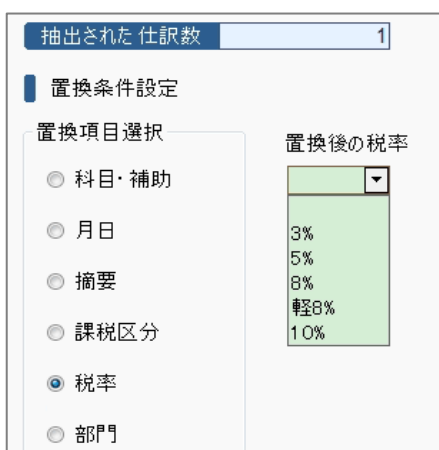 抽出された仕訳数 1
置換条件設定
置換項目選択
科目・補助
月日
摘要
課税区分
税率
部門
置換後の税率
3%
5%
8%
軽8%
10%